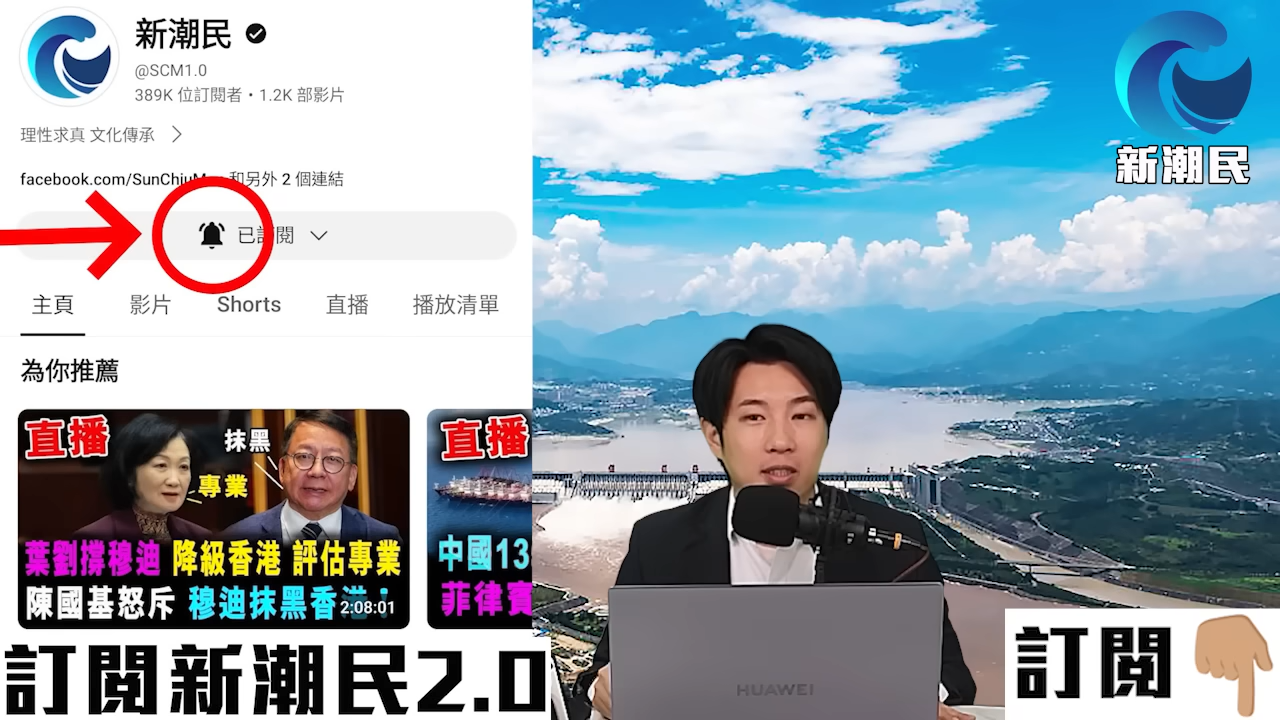 新潮民
@SCM1.0
389K 位訂閱者・1.2K 部影片
理性求真 文化傳承
facebook.com/SunChiuM 和另外 2 個連結
已訂閱
主頁 影片 Shorts 直播 播放清單
為你推薦
直播
抹黑
專業
葉劉撐穆迪 降級香港 評估專業
陳國基怒斥 穆迪抹黑香港！
2:08:01
直播
中國13
菲律賓
訂閱新潮民2.0
新潮民
HUAWEI
訂閱